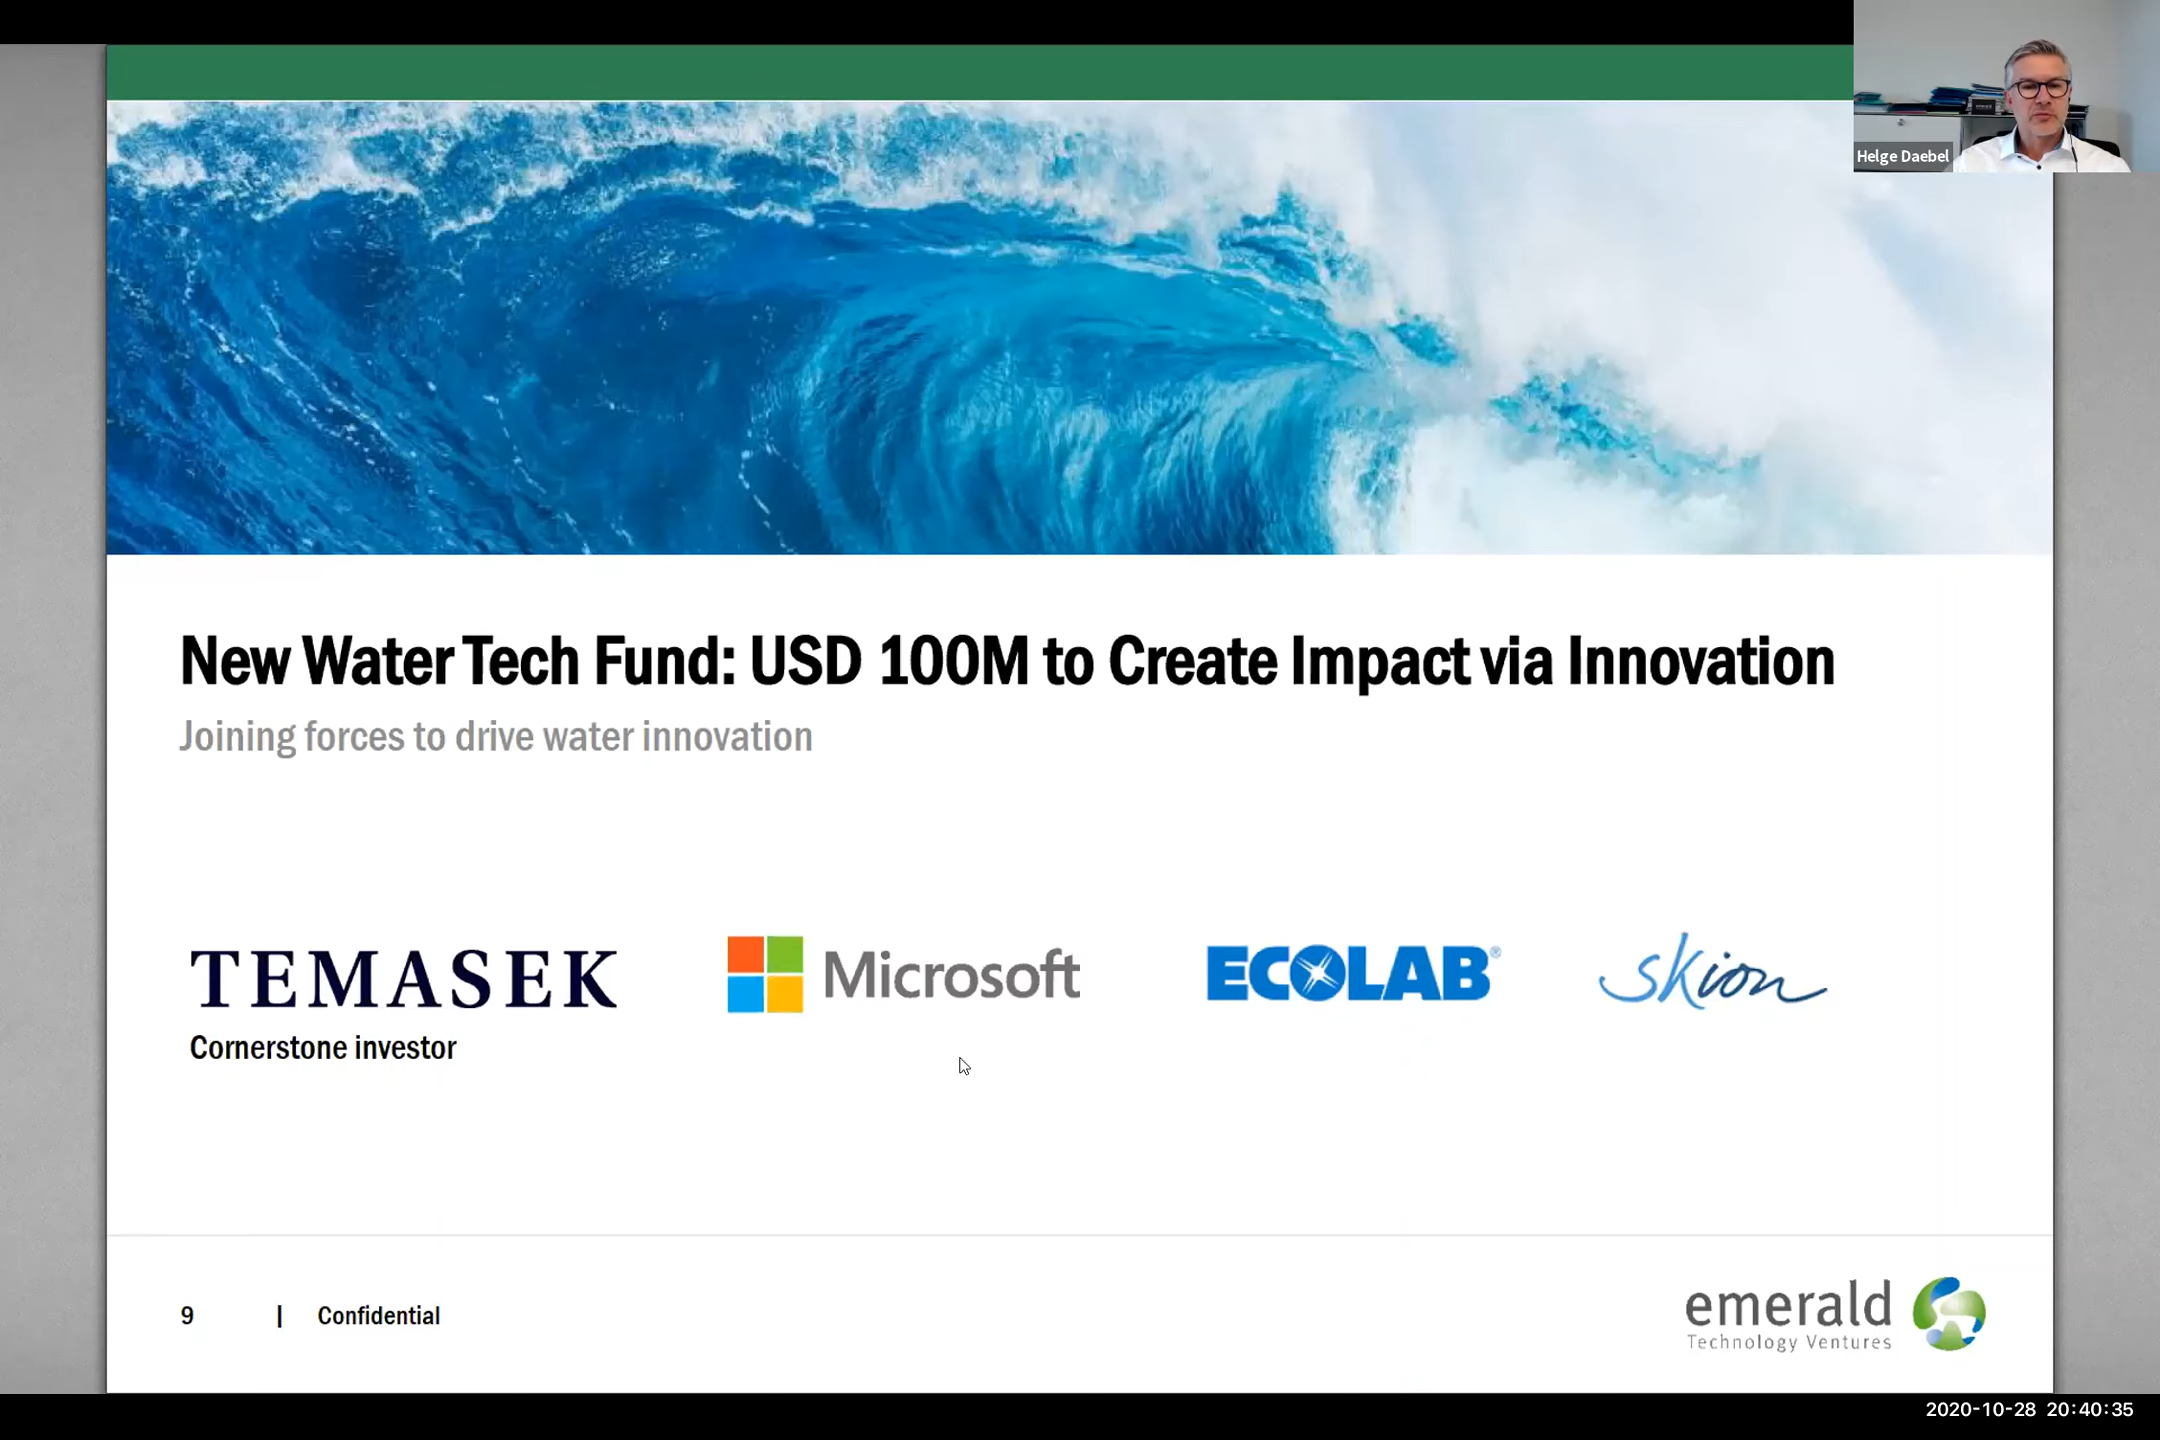 Helge Daebel
New Water Tech Fund: USD 100M to Create Impact via Innovation
Joining forces to drive water innovation
TEMASEK
Cornerstone investor
Microsoft
ECOLAB®
skion
9 | Confidential
emerald
Technology Ventures
2020-10-28 20:40:35